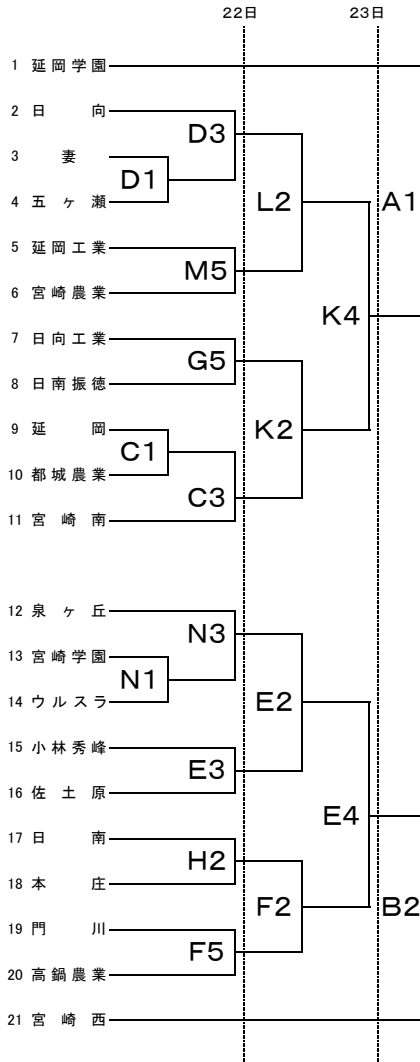 22日 23日
1 延岡学園
2 日向
D3
3 妻
D1
4 五ヶ瀬
L2 A1
5 延岡工業
M5
6 宮崎農業
K4
7 日向工業
G5
8 日南振徳
9 延岡
K2
C1
10 都城農業
C3
11 宮崎南
12 泉ヶ丘
N3
13 宮崎学園
N1
14 ウルスラ
E2
15 小林秀峰
E3
16 佐土原
E4
17 日南
H2
18 本庄
F2 B2
19 門川
F5
20 高鍋農業
21 宮崎西